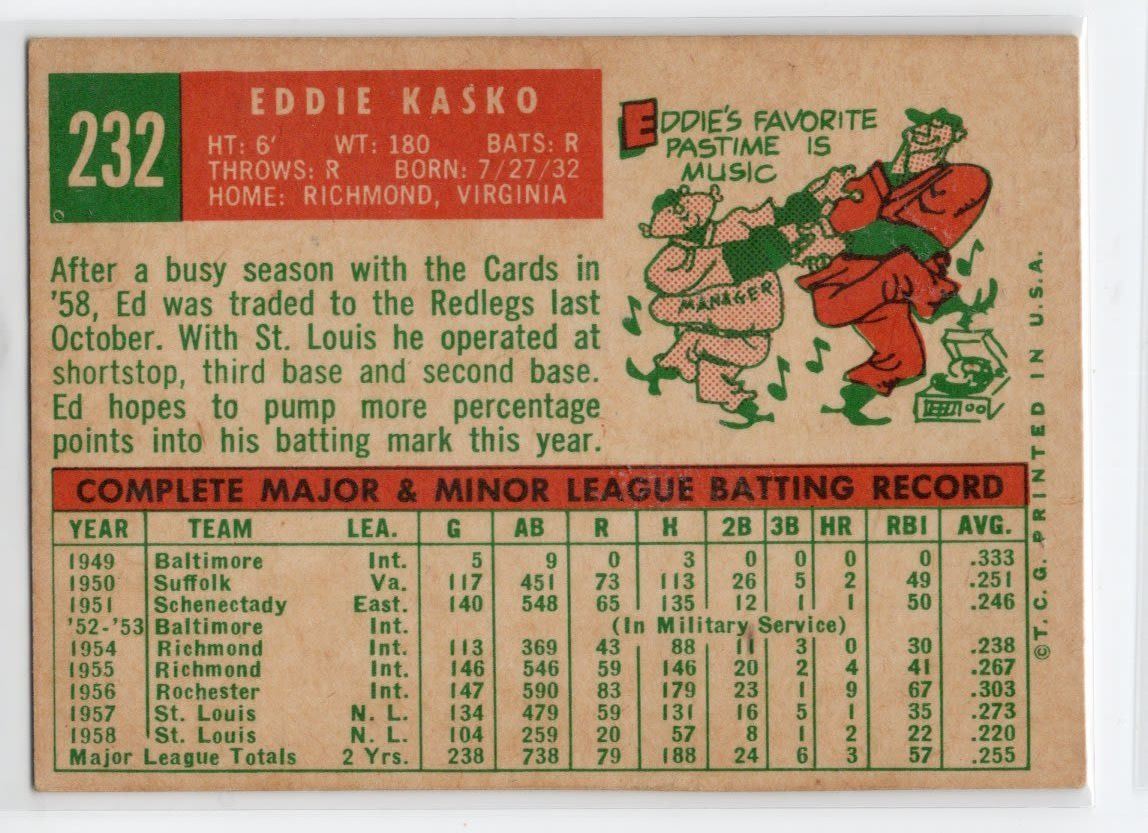 232
EDDIE KASKO
HT: 6' WT: 180 BATS: R
THROWS: R BORN: 7/27/32
HOME: RICHMOND, VIRGINIA
EDDIE'S FAVORITE
PASTIME IS
MUSIC
MANAGER
After a busy season with the Cards in
'58, Ed was traded to the Redlegs last
October. With St. Louis he operated at
shortstop, third base and second base.
Ed hopes to pump more percentage
points into his batting mark this year.
COMPLETE MAJOR & MINOR LEAGUE BATTING RECORD
YEAR TEAM LEA. G AB R H 2B 3B HR RBI AVG.
1949 Baltimore Int. 5 9 0 3 0 0 0 0 .333
1950 Suffolk Va. 117 451 73 113 26 5 2 49 .251
1951 Schenectady East. 140 548 65 135 12 1 1 50 .246
'52-'53 Baltimore Int. (In Military Service)
1954 Richmond Int. 113 369 43 88 11 3 0 30 .238
1955 Richmond Int. 146 546 59 146 20 2 4 41 .267
1956 Rochester Int. 147 590 83 179 23 1 9 67 .303
1957 St. Louis N. L. 134 479 59 131 16 5 1 35 .273
1958 St. Louis N. L. 104 259 20 57 8 1 2 22 .220
Major League Totals 2 Yrs. 238 738 79 188 24 6 3 57 .255
©T. C. G. PRINTED IN U.S.A.